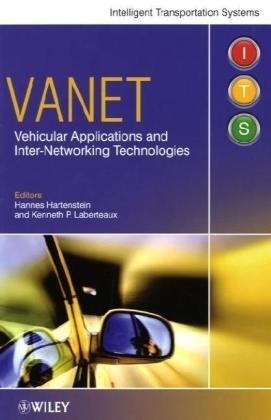 Intelligent Transportation Systems
VANET
Vehicular Applications and
Inter-Networking Technologies
I
T
S
Editors
Hannes Hartenstein
and Kenneth P. Laberteaux
WILEY